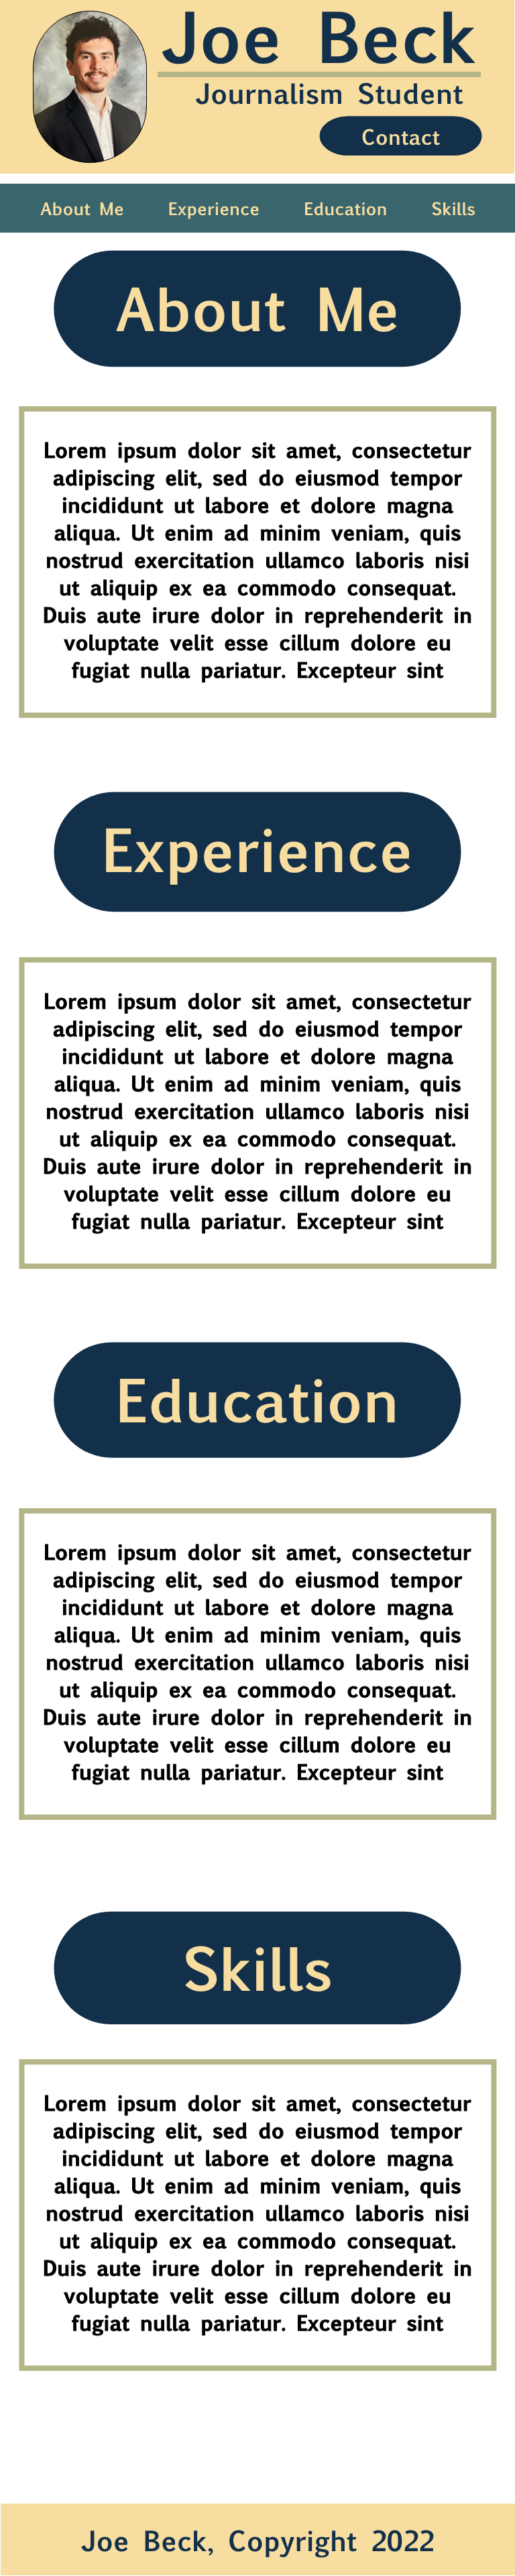 Joe Beck
Journalism Student
Contact
About Me Experience Education Skills
About Me
Lorem ipsum dolor sit amet, consectetur
adipiscing elit, sed do eiusmod tempor
incididunt ut labore et dolore magna
aliqua. Ut enim ad minim veniam, quis
nostrud exercitation ullamco laboris nisi
ut aliquip ex ea commodo consequat.
Duis aute irure dolor in reprehenderit in
voluptate velit esse cillum dolore eu
fugiat nulla pariatur. Excepteur sint
Experience
Lorem ipsum dolor sit amet, consectetur
adipiscing elit, sed do eiusmod tempor
incididunt ut labore et dolore magna
aliqua. Ut enim ad minim veniam, quis
nostrud exercitation ullamco laboris nisi
ut aliquip ex ea commodo consequat.
Duis aute irure dolor in reprehenderit in
voluptate velit esse cillum dolore eu
fugiat nulla pariatur. Excepteur sint
Education
Lorem ipsum dolor sit amet, consectetur
adipiscing elit, sed do eiusmod tempor
incididunt ut labore et dolore magna
aliqua. Ut enim ad minim veniam, quis
nostrud exercitation ullamco laboris nisi
ut aliquip ex ea commodo consequat.
Duis aute irure dolor in reprehenderit in
voluptate velit esse cillum dolore eu
fugiat nulla pariatur. Excepteur sint
Skills
Lorem ipsum dolor sit amet, consectetur
adipiscing elit, sed do eiusmod tempor
incididunt ut labore et dolore magna
aliqua. Ut enim ad minim veniam, quis
nostrud exercitation ullamco laboris nisi
ut aliquip ex ea commodo consequat.
Duis aute irure dolor in reprehenderit in
voluptate velit esse cillum dolore eu
fugiat nulla pariatur. Excepteur sint
Joe Beck, Copyright 2022